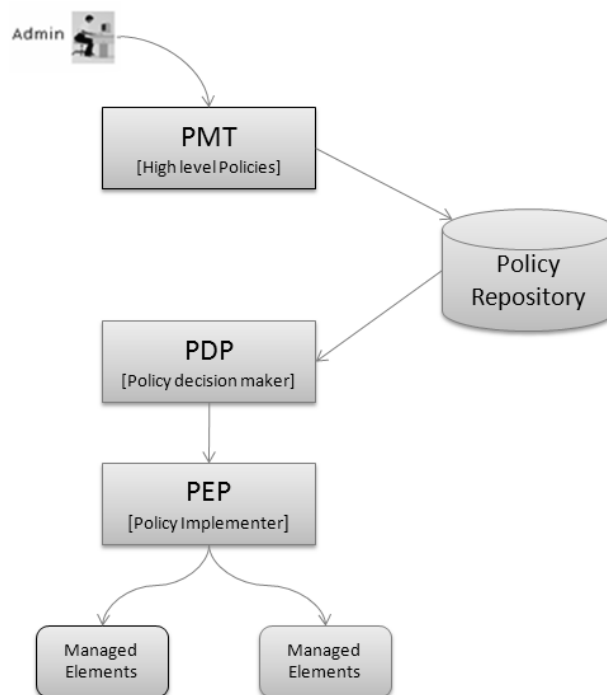 Admin
PMT
[High level Policies]
Policy
Repository
PDP
[Policy decision maker]
PEP
[Policy Implementer]
Managed
Elements
Managed
Elements